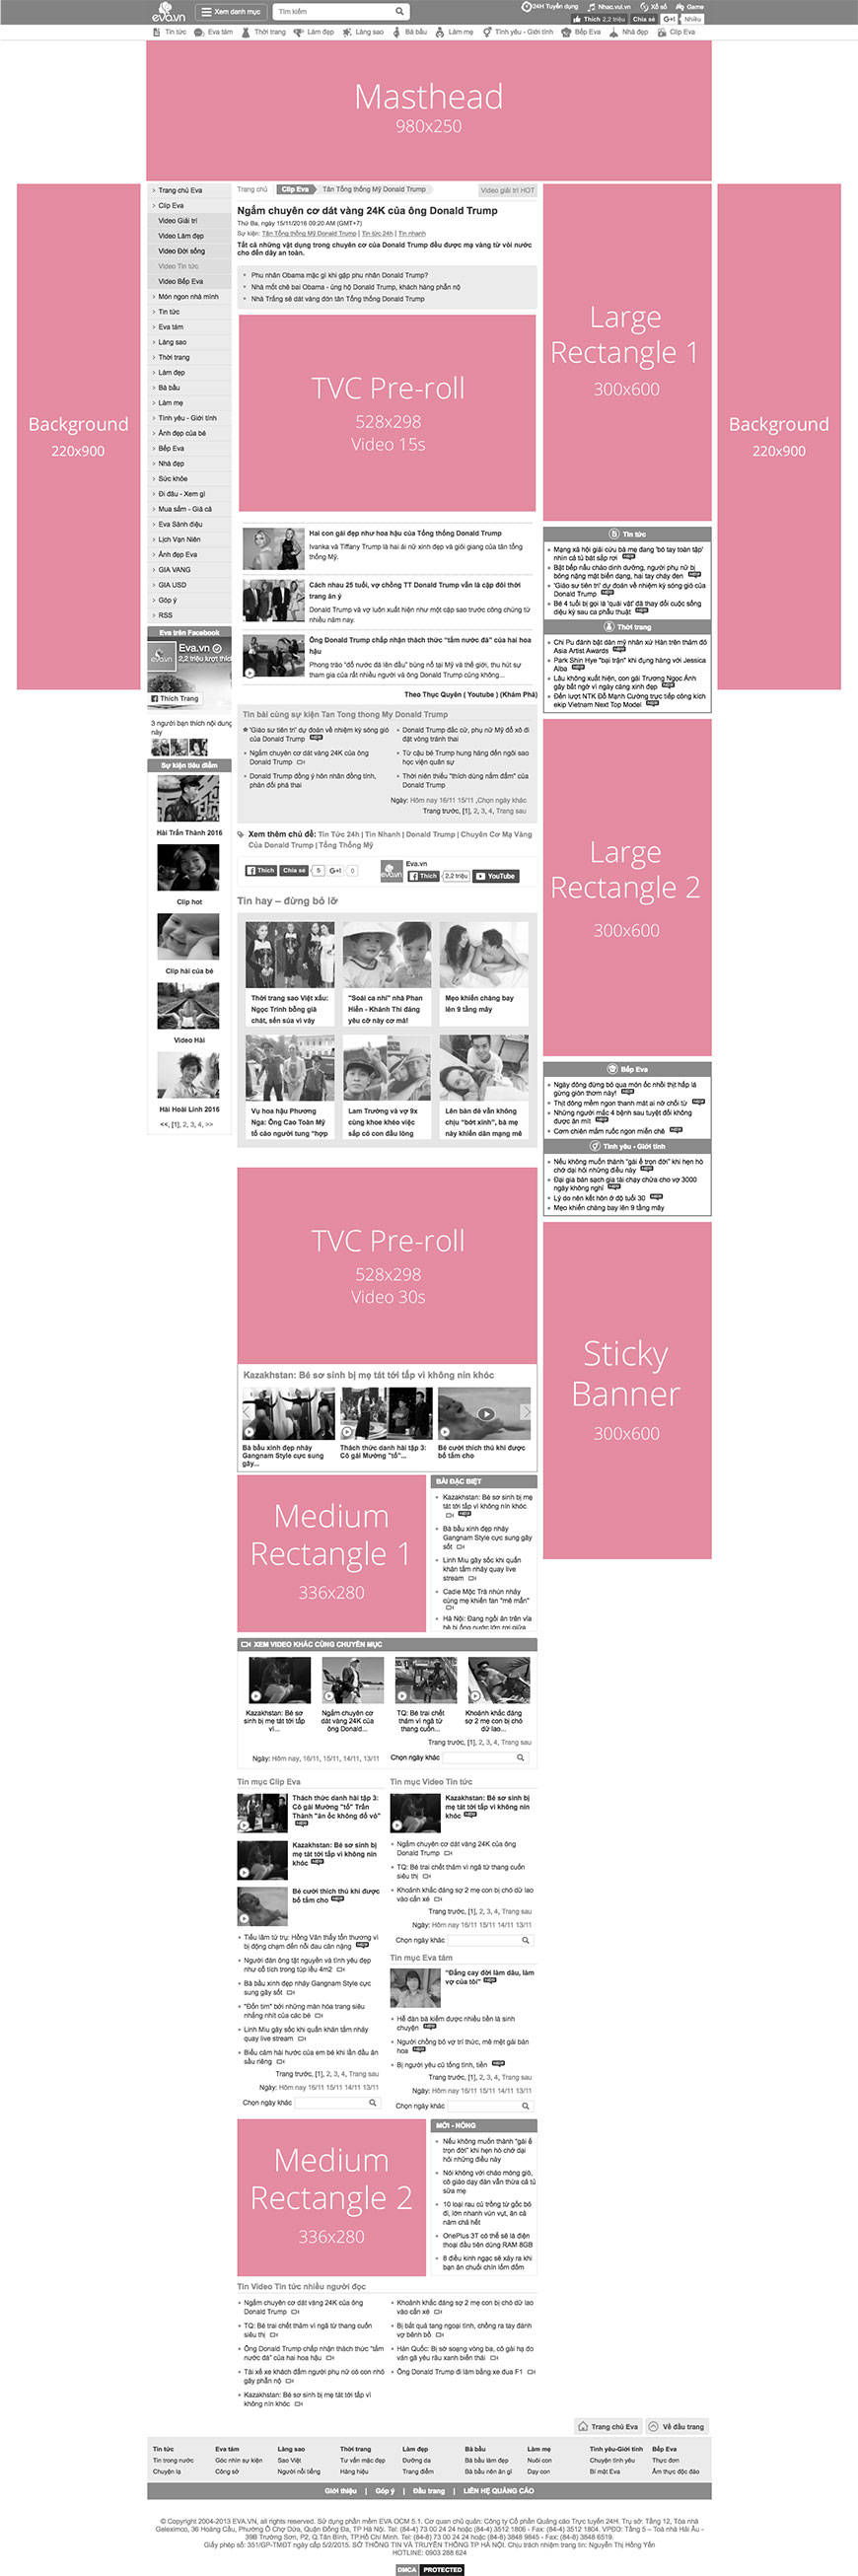 eva.vn
Xem danh mục
Tìm kiếm
24H Tuyển dụng
Nhac.vui.vn
Xổ số
Game
Thích 2,2 triệu
Chia sẻ
G+1
Nhiều
Tin tức
Eva tám
Thời trang
Làm đẹp
Làng sao
Bà bầu
Làm mẹ
Tình yêu - Giới tính
Bếp Eva
Nhà đẹp
Clip Eva
Masthead
980x250
Background
220x900
Trang chủ Eva
Clip Eva
Video Giải trí
Video Làm đẹp
Video Đời sống
Video Tin tức
Video Bếp Eva
Món ngon nhà mình
Tin tức
Eva tám
Làng sao
Thời trang
Làm đẹp
Bà bầu
Làm mẹ
Tình yêu - Giới tính
Ảnh đẹp của bé
Bếp Eva
Nhà đẹp
Sức khỏe
Đi đâu - Xem gì
Mua sắm - Giá cả
Eva Sành điệu
Lịch Vạn Niên
Ảnh đẹp Eva
GIA VANG
GIA USD
Góp ý
RSS
Eva trên Facebook
Eva.vn
2,2 triệu lượt thíc
Thích Trang
3 người bạn thích nội dung
này
Sự kiện tiêu điểm
Hài Trấn Thành 2016
Clip hot
Clip hài của bé
Video Hài
Hài Hoài Linh 2016
<<, [1], 2, 3, 4, >>
Trang chủ
Clip Eva
Tân Tổng thống Mỹ Donald Trump
Video giải trí HOT
Ngắm chuyên cơ dát vàng 24K của ông Donald Trump
Thứ Ba, ngày 15/11/2016 09:20 AM (GMT+7)
Sự kiện: Tân Tổng thống Mỹ Donald Trump | Tin tức 24h | Tin nhanh
Tất cả những vật dụng trong chuyên cơ của Donald Trump đều được mạ vàng từ vòi nước
cho đến dây an toàn.
Phu nhân Obama mặc gì khi gặp phu nhân Donald Trump?
Nhà mốt chê bai Obama - ủng hộ Donald Trump, khách hàng phẫn nộ
Nhà Trắng sẽ dát vàng đón tân Tổng thống Donald Trump
TVC Pre-roll
528x298
Video 15s
Hai con gái đẹp như hoa hậu của Tổng thống Donald Trump
Ivanka và Tiffany Trump là hai ái nữ xinh đẹp và giỏi giang của tân tổng
thống Mỹ.
Cách nhau 25 tuổi, vợ chồng TT Donald Trump vẫn là cặp đôi thời
trang ăn ý
Donald Trump và vợ luôn xuất hiện như một cặp sao trước công chúng từ
nhiều năm nay.
Ông Donald Trump chấp nhận thách thức "tắm nước đá" của hai hoa
hậu
Phong trào "đổ nước đá lên đầu" bùng nổ tại Mỹ và thế giới, thu hút sự
tham gia của rất nhiều người và ông Donald Trump cũng không...
Theo Thục Quyên ( Youtube ) (Khám Phá)
Tin bài cùng sự kiện Tan Tong thong My Donald Trump
'Giáo sư tiên tri' dự đoán về nhiệm kỳ sóng gió
của Donald Trump
Ngắm chuyên cơ dát vàng 24K của ông
Donald Trump
Donald Trump đồng ý hôn nhân đồng tính,
phản đối phá thai
Donald Trump đắc cử, phụ nữ Mỹ đổ xô đi
đặt vòng tránh thai
Từ cậu bé Trump hung hăng đến ngôi sao
học viện quân sự
Thời niên thiếu "thích dùng nắm đấm" của
Donald Trump
Ngày: Hôm nay 16/11 15/11 ,Chọn ngày khác
Trang trước, [1], 2, 3, 4, Trang sau
Xem thêm chủ đề: Tin Tức 24h | Tin Nhanh | Donald Trump | Chuyên Cơ Mạ Vàng
Của Donald Trump | Tổng Thống Mỹ
Thích
Chia sẻ
5
G+1
0
Eva.vn
Thích
2,2 triệu
YouTube
Tin hay – đừng bỏ lỡ
Thời trang sao Việt xấu:
Ngọc Trinh bỗng già
chát, sến súa vì váy
"Soái ca nhí" nhà Phan
Hiển - Khánh Thi đáng
yêu cỡ này cơ mà!
Mẹo khiến chàng bay
lên 9 tầng mây
Vụ hoa hậu Phương
Nga: Ông Cao Toàn Mỹ
tố cáo người tung "hợp
Lam Trường và vợ 9x
cùng khoe khéo việc
sắp có con đầu lòng
Lên bàn đẻ vẫn không
chịu "bớt xinh", bà mẹ
này khiến dân mạng mê
TVC Pre-roll
528x298
Video 30s
Kazakhstan: Bé sơ sinh bị mẹ tát tới tấp vì không nín khóc
Bà bầu xinh đẹp nhảy
Gangnam Style cực sung
gây...
Thách thức danh hài tập 3:
Cô gái Mường "tố"...
Bé cười thích thú khi được
bố tắm cho
Medium
Rectangle 1
336x280
BÀI ĐẶC BIỆT
Kazakhstan: Bé sơ sinh bị mẹ
tát tới tấp vì không nín khóc
Bà bầu xinh đẹp nhảy
Gangnam Style cực sung gây
sốt
Linh Miu gây sốc khi quấn
khăn tắm nhảy quay live
stream
Cadie Mộc Trà nhún nhảy
cùng mẹ khiến fan "mê mẩn"
Hà Nội: Đang ngồi ăn trên vỉa
hè bị ống nước lớn rơi giữa
XEM VIDEO KHÁC CÙNG CHUYÊN MỤC
Kazakhstan: Bé sơ
sinh bị mẹ tát tới tấp
vì...
Ngắm chuyên cơ
dát vàng 24K của
ông Donald...
TQ: Bé trai chết
thảm vì ngã từ
thang cuốn...
Khoảnh khắc đáng
sợ 2 mẹ con bị chó
dữ lao...
Trang trước, [1], 2, 3, 4, Trang sau
Ngày: Hôm nay, 16/11, 15/11, 14/11, 13/11
Chọn ngày khác
Tin mục Clip Eva
Thách thức danh hài tập 3:
Cô gái Mường "tố" Trấn
Thành "ăn ốc không đổ vỏ"
Kazakhstan: Bé sơ sinh bị
mẹ tát tới tấp vì không nín
khóc
Bé cười thích thú khi được
bố tắm cho
Tiểu lâm tứ trụ: Hồng Vân thấy tổn thương vì
bị động chạm đến nỗi đau cân nặng
Người đàn ông tật nguyền và tình yêu đẹp
như cổ tích trong túp lều 4m2
Bà bầu xinh đẹp nhảy Gangnam Style cực
sung gây sốt
"Đốn tim" bởi những màn hóa trang siêu
nhắng nhít của các bé
Linh Miu gây sốc khi quấn khăn tắm nhảy
quay live stream
Biểu cảm hài hước của em bé khi lần đầu ăn
sầu riêng
Trang trước, [1], 2, 3, 4, Trang sau
Ngày: Hôm nay 16/11 15/11 14/11 13/11
Chọn ngày khác
Tin mục Video Tin tức
Kazakhstan: Bé sơ sinh bị
mẹ tát tới tấp vì không nín
khóc
Ngắm chuyên cơ dát vàng 24K của ông
Donald Trump
TQ: Bé trai chết thảm vì ngã từ thang cuốn
siêu thị
Khoảnh khắc đáng sợ 2 mẹ con bị chó dữ lao
vào cắn xé
Trang trước, [1], 2, 3, 4, Trang sau
Ngày: Hôm nay 16/11 15/11 14/11 13/11
Chọn ngày khác
Tin mục Eva tám
"Đắng cay đời làm dâu, làm
vợ của tôi"
Hễ đàn bà kiếm được nhiều tiền là sinh
chuyện
Người chồng bỏ vợ trí thức, mê mệt gái bán
hoa
Bị người yêu cũ tống tình, tiền
Trang trước, [1], 2, 3, 4, Trang sau
Ngày: Hôm nay 16/11 15/11 14/11 13/11
Chọn ngày khác
Medium
Rectangle 2
336x280
MỚI - NÓNG
Nếu không muốn thành "gái ế
trọn đời" khi hẹn hò chớ dại
hỏi những điều này
Nói không với cháo móng giò,
cô giáo dạy đàn vẫn thừa cả tủ
sữa mẹ
10 loại rau củ trồng từ gốc bỏ
đi, lớn nhanh vùn vụt, ăn cả
năm chả hết
OnePlus 3T có thể sẽ là điện
thoại đầu tiên dùng RAM 8GB
8 điều kinh ngạc sẽ xảy ra khi
bạn ăn chuối chín lốm đốm
Tin Video Tin tức nhiều người đọc
Ngắm chuyên cơ dát vàng 24K của ông
Donald Trump
TQ: Bé trai chết thảm vì ngã từ thang cuốn
siêu thị
Ông Donald Trump chấp nhận thách thức "tắm
nước đá" của hai hoa hậu
Tài xế xe khách đấm người phụ nữ có con nhỏ
gây phẫn nộ
Kazakhstan: Bé sơ sinh bị mẹ tát tới tấp vì
không nín khóc
Khoảnh khắc đáng sợ 2 mẹ con bị chó dữ lao
vào cắn xé
Bị bắt quả tang ngoại tình, chồng ra tay đánh
vợ bênh bồ
Hàn Quốc: Bị sờ soạng vòng ba, cô gái hạ đo
ván gã yêu râu xanh biến thái
Ông Donald Trump đi làm bằng xe đua F1
Large
Rectangle 1
300x600
Tin tức
Mạng xã hội giải cứu bà mẹ đang 'bó tay toàn tập'
nhìn cả tủ bát sắp rơi
Bật bếp nấu cháo dinh dưỡng, người phụ nữ bị
bỏng nặng mặt biến dạng, hai tay cháy đen
'Giáo sư tiên tri' dự đoán về nhiệm kỳ sóng gió của
Donald Trump
Bé 4 tuổi bị gọi là 'quái vật' đã thay đổi cuộc sống
diệu kỳ sau ca phẫu thuật
Thời trang
Chi Pu đánh bật dàn mỹ nhân xứ Hàn trên thảm đỏ
Asia Artist Awards
Park Shin Hye "bại trận" khi đụng hàng với Jessica
Alba
Lâu không xuất hiện, con gái Trương Ngọc Ánh
gây bất ngờ vì ngày càng xinh đẹp
Đến lượt NTK Đỗ Mạnh Cường trực tiếp công kích
ekip Vietnam Next Top Model
Large
Rectangle 2
300x600
Bếp Eva
Ngày đông đừng bỏ qua món ốc nhồi thịt hấp lá
gừng giòn thơm này!
Thịt đông mềm ngon thanh mát ai nỡ chối từ
Những người mắc 4 bệnh sau tuyệt đối không
được ăn mít
Cơm chiên mắm ruốc ngon miễn chê
Tình yêu - Giới tính
Nếu không muốn thành "gái ế trọn đời" khi hẹn hò
chớ dại hỏi những điều này
Đại gia bán sạch gia tài chạy chữa cho vợ 3000
ngày không nghỉ
Lý do nên kết hôn ở độ tuổi 30
Mẹo khiến chàng bay lên 9 tầng mây
Sticky
Banner
300x600
Background
220x900
Trang chủ Eva
Về đầu trang
Tin tức
Tin trong nước
Chuyện lạ
Eva tám
Góc nhìn sự kiện
Công sở
Làng sao
Sao Việt
Người nổi tiếng
Thời trang
Tư vấn mặc đẹp
Hàng hiệu
Làm đẹp
Dưỡng da
Trang điểm
Bà bầu
Bà bầu làm đẹp
Bà bầu nên ăn gì
Làm mẹ
Nuôi con
Dạy con
Tình yêu-Giới tính
Chuyện tình yêu
Bí mật Eva
Bếp Eva
Thực đơn
Ẩm thực độc đáo
Giới thiệu | Góp ý | Đầu trang | LIÊN HỆ QUẢNG CÁO
© Copyright 2004-2013 EVA.VN, all rights reserved. Sử dụng phần mềm EVA OCM 5.1. Cơ quan chủ quản: Công ty Cổ phần Quảng cáo Trực tuyến 24H. Trụ sở: Tầng 12, Tòa nhà
Geleximco, 36 Hoàng Cầu, Phường Ô Chợ Dừa, Quận Đống Đa, TP Hà Nội. Tel: (84-4) 73 00 24 24 hoặc (84-4) 3512 1806 - Fax: (84-4) 3512 1804. VPĐD: Tầng 5 – Toà nhà Hải Âu -
39B Trường Sơn, P2, Q.Tân Bình, TP.Hồ Chí Minh. Tel: (84-8) 73 00 24 24 hoặc (84-8) 3848 9845 - Fax: (84-8) 3848 6519.
Giấy phép số: 351/GP-TMĐT ngày cấp 5/2/2015. SỞ THÔNG TIN VÀ TRUYỀN THÔNG TP HÀ NỘI. Chịu trách nhiệm trang tin: Nguyễn Thị Hồng Yến
HOTLINE: 0903 288 624
DMCA PROTECTED